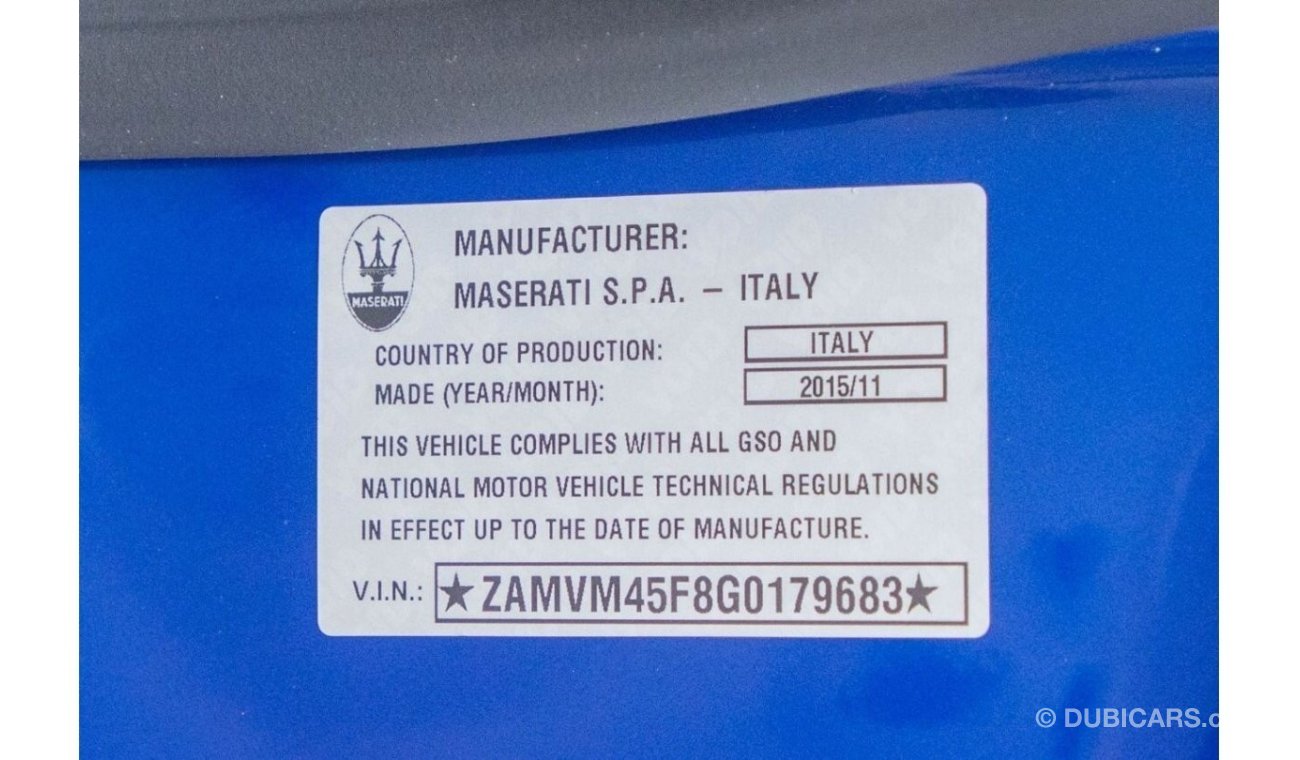 MASERATI
MANUFACTURER:
MASERATI S.P.A. – ITALY
COUNTRY OF PRODUCTION: ITALY
MADE (YEAR/MONTH): 2015/11
THIS VEHICLE COMPLIES WITH ALL GSO AND
NATIONAL MOTOR VEHICLE TECHNICAL REGULATIONS
IN EFFECT UP TO THE DATE OF MANUFACTURE.
V.I.N.: ★ZAMVM45F8G0179683★
© DUBICARS.c